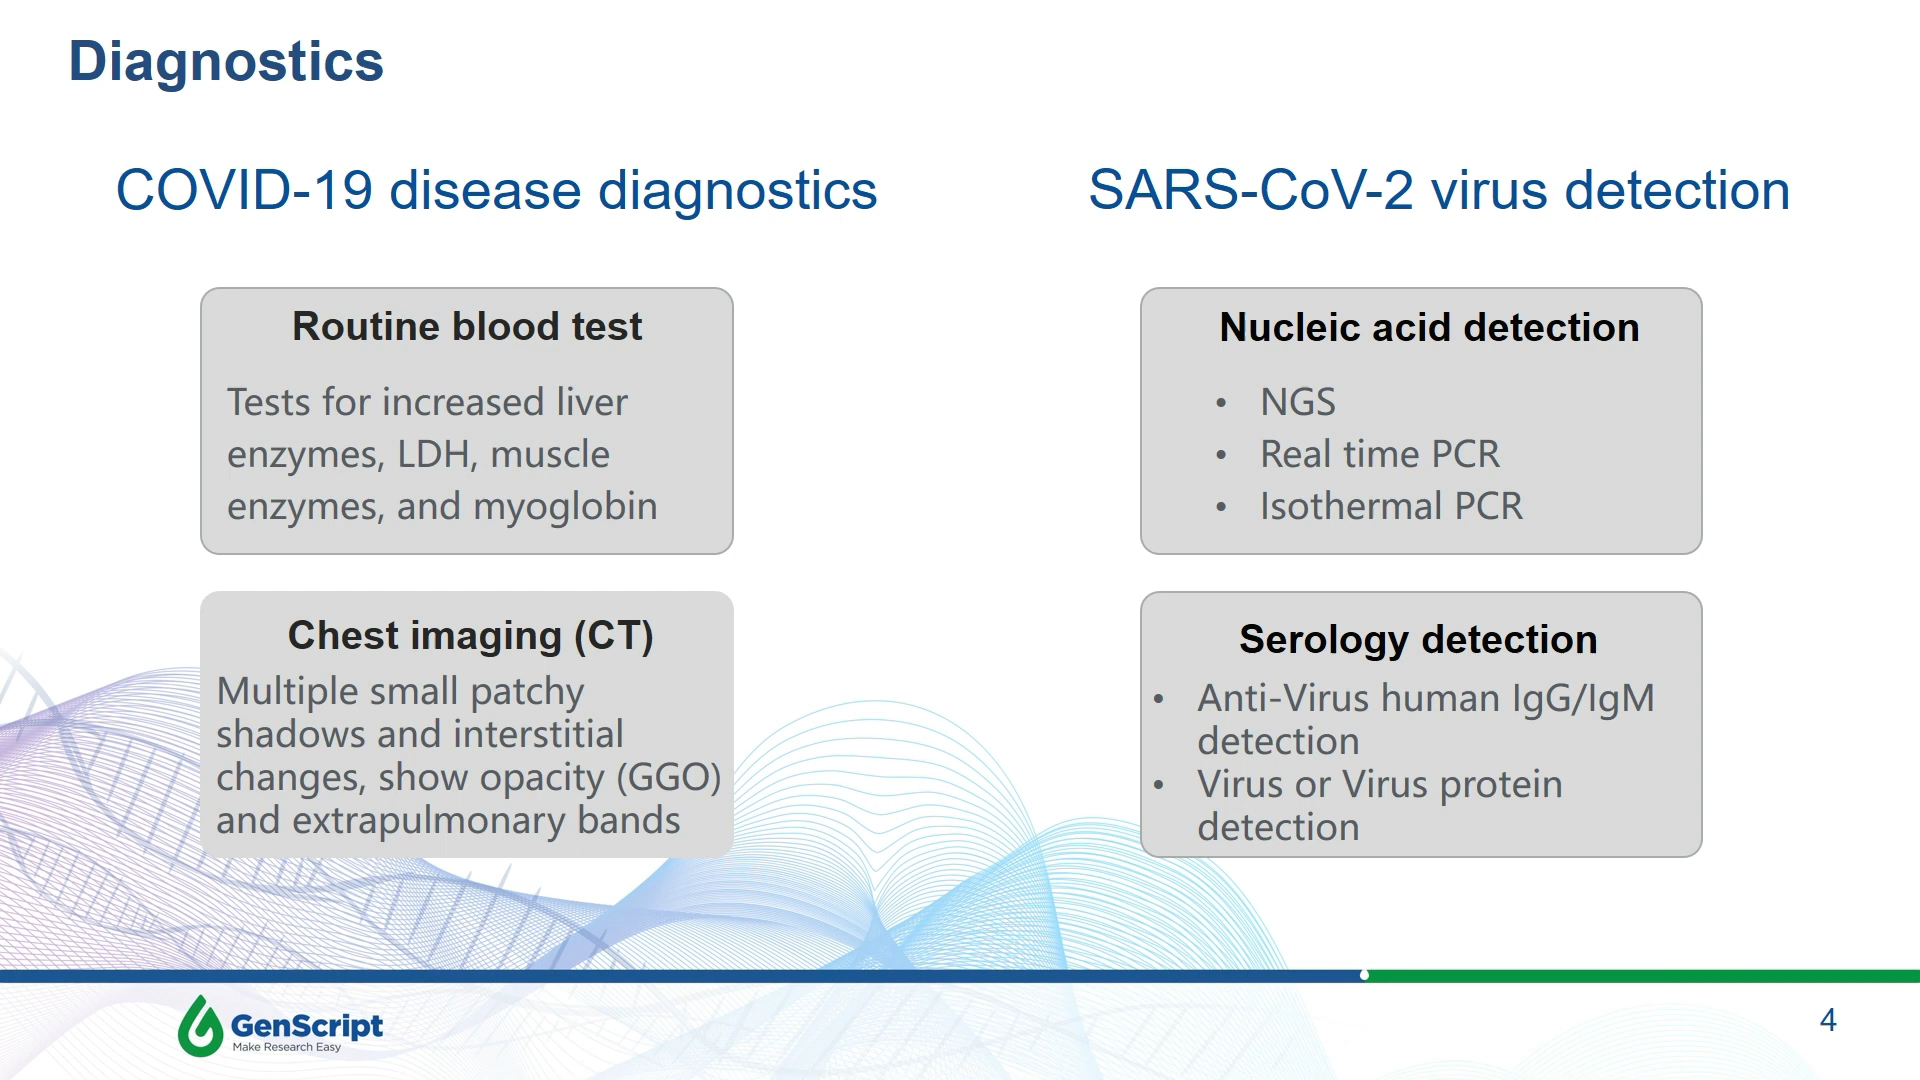 Diagnostics
COVID-19 disease diagnostics
Routine blood test
Tests for increased liver
enzymes, LDH, muscle
enzymes, and myoglobin
Chest imaging (CT)
Multiple small patchy
shadows and interstitial
changes, show opacity (GGO)
and extrapulmonary bands
SARS-CoV-2 virus detection
Nucleic acid detection
• NGS
• Real time PCR
• Isothermal PCR
Serology detection
• Anti-Virus human IgG/IgM
detection
• Virus or Virus protein
detection
GenScript
Make Research Easy
4